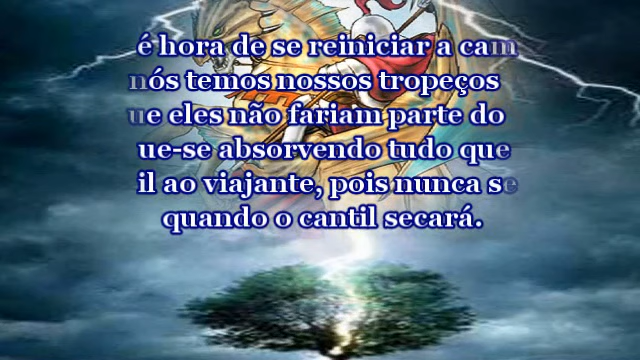 é hora de se reiniciar a cam
nós temos nossos tropeços
ue eles não fariam parte do
ue-se absorvendo tudo que
il ao viajante, pois nunca se
quando o cantil secará.